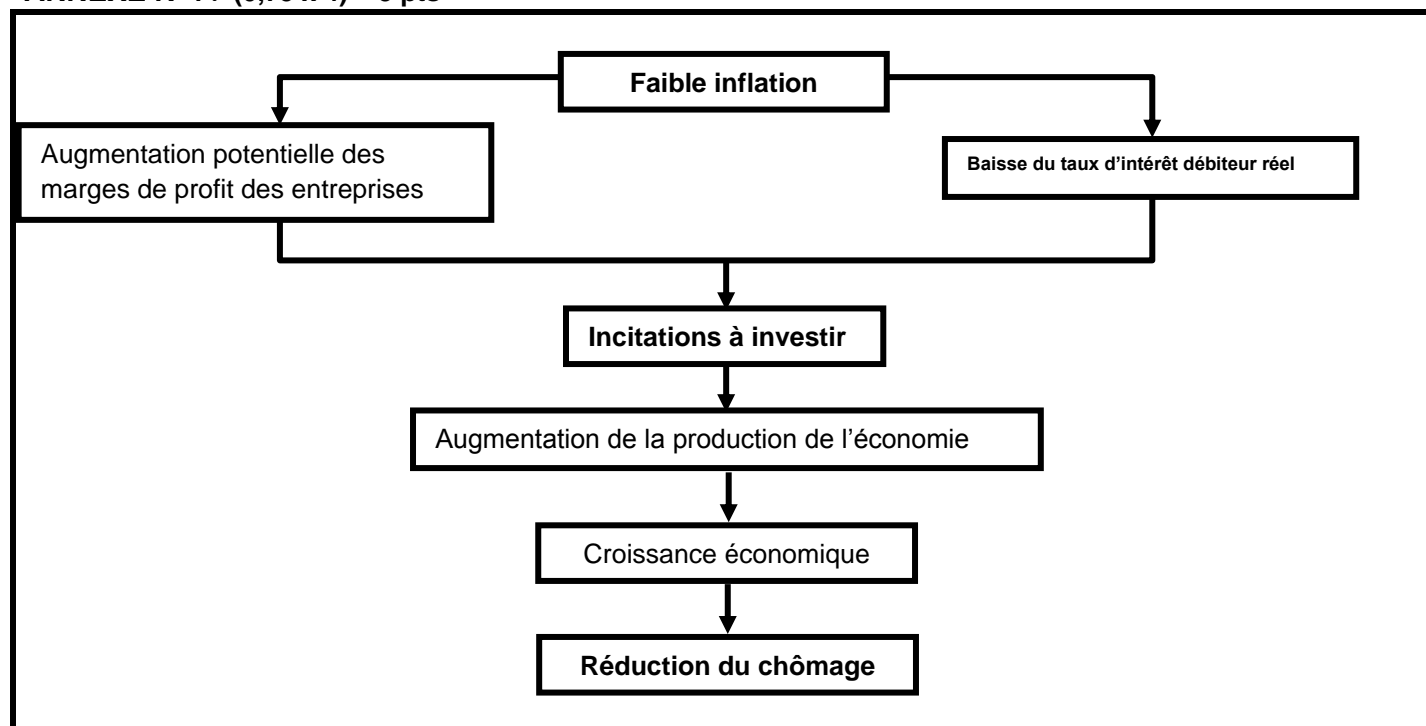 Faible inflation
Augmentation potentielle des
marges de profit des entreprises
Baisse du taux d’intérêt débiteur réel
Incitations à investir
Augmentation de la production de l’économie
Croissance économique
Réduction du chômage